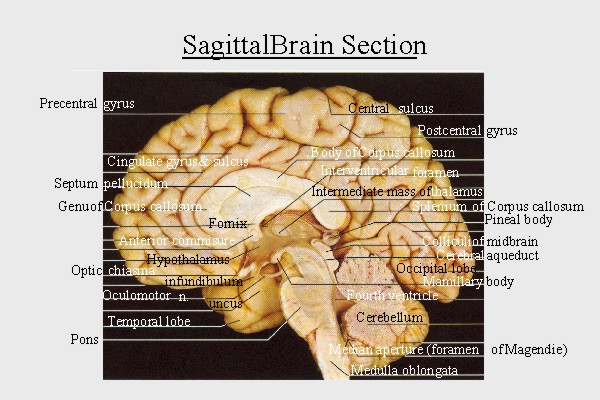 SagittalBrain Section
Precentral gyrus
Central sulcus
Postcentral gyrus
Cingulate gyrus & sulcus
Body of Corpus callosum
Interventricular foramen
Septum pellucidum
Intermediate mass of thalamus
Genuof Corpus callosum
Splenium of Corpus callosum
Pineal body
Fornix
Anterior commisure
Colliculi of midbrain
Hypothalamus
Cerebral aqueduct
Optic chiasma
Occipital lobe
infundibulum
Mamillary body
Oculomotor n.
Fourth ventricle
uncus
Temporal lobe
Cerebellum
Pons
Median aperture (foramen of Magendie)
Medulla oblongata